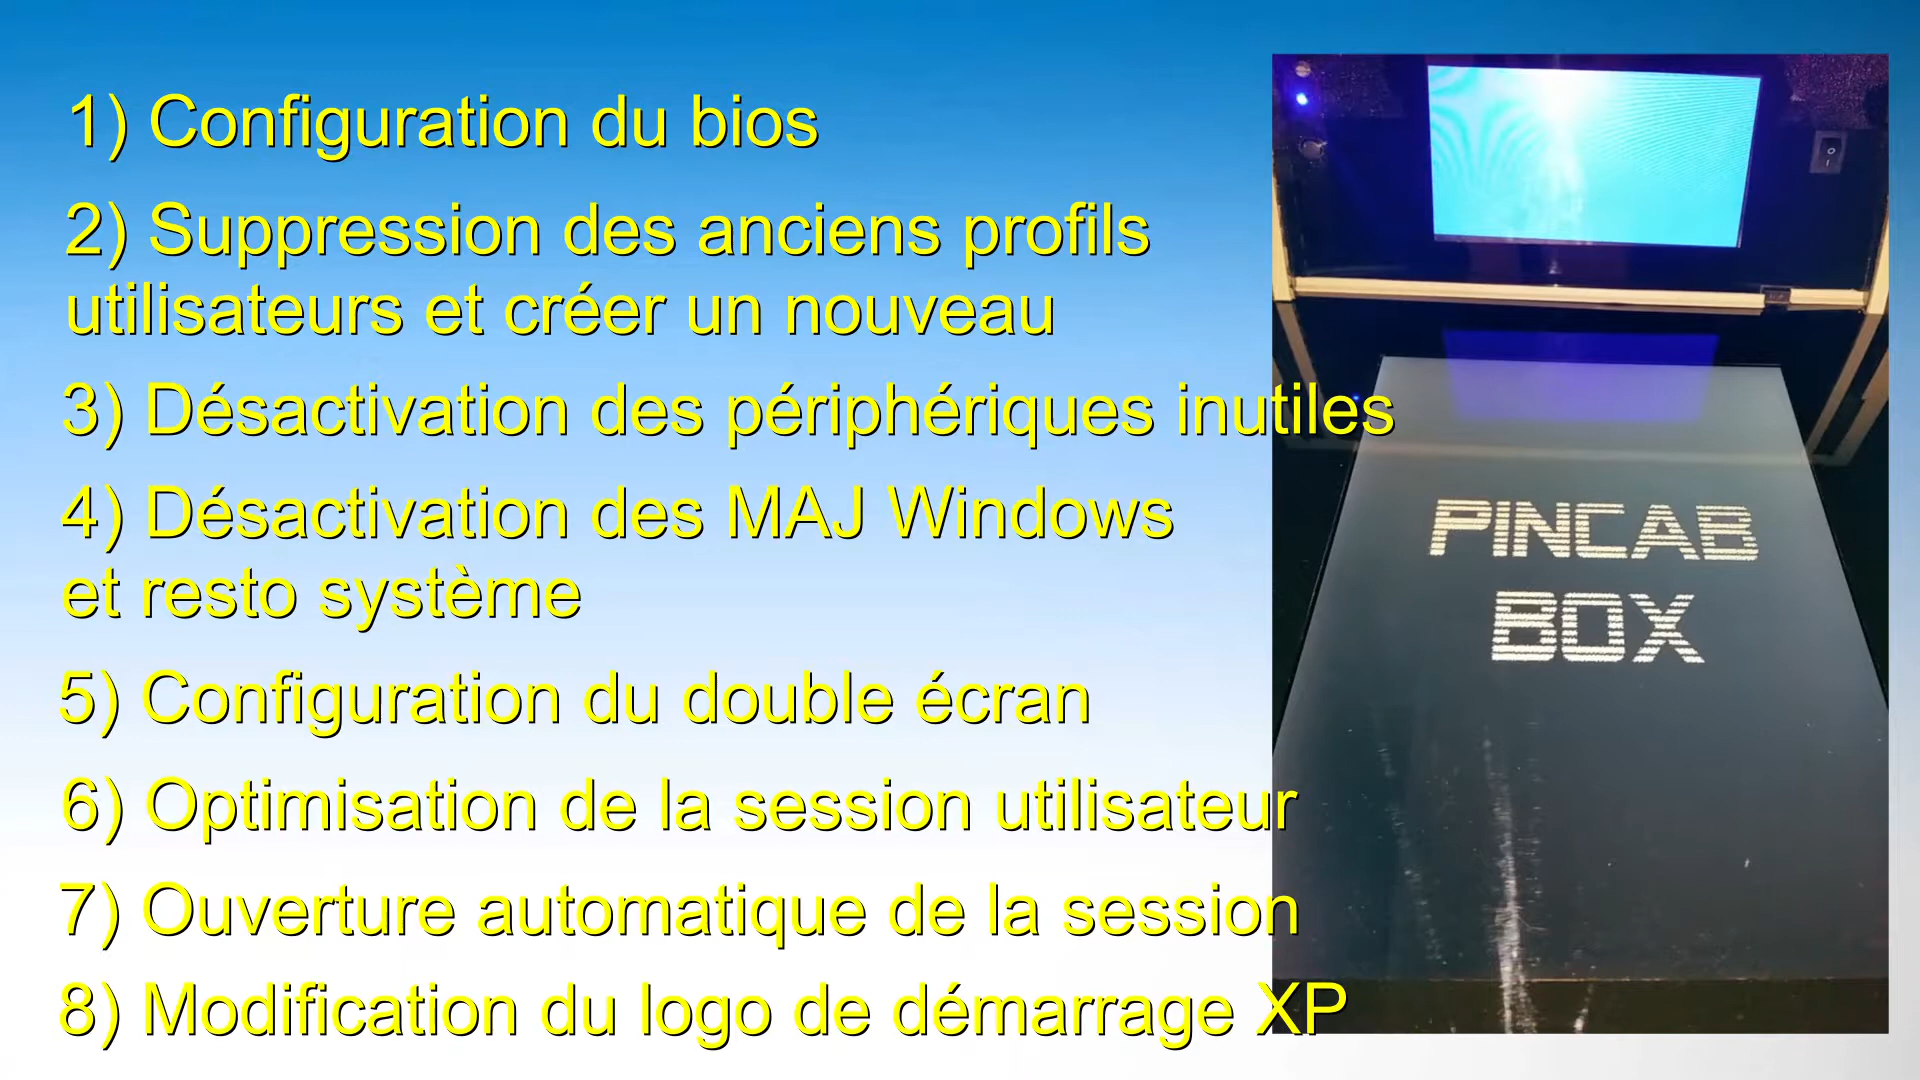 1) Configuration du bios
2) Suppression des anciens profils
utilisateurs et créer un nouveau
3) Désactivation des périphériques inutiles
4) Désactivation des MAJ Windows
et resto système
5) Configuration du double écran
6) Optimisation de la session utilisateur
7) Ouverture automatique de la session
8) Modification du logo de démarrage XP
PINCAB
BOX